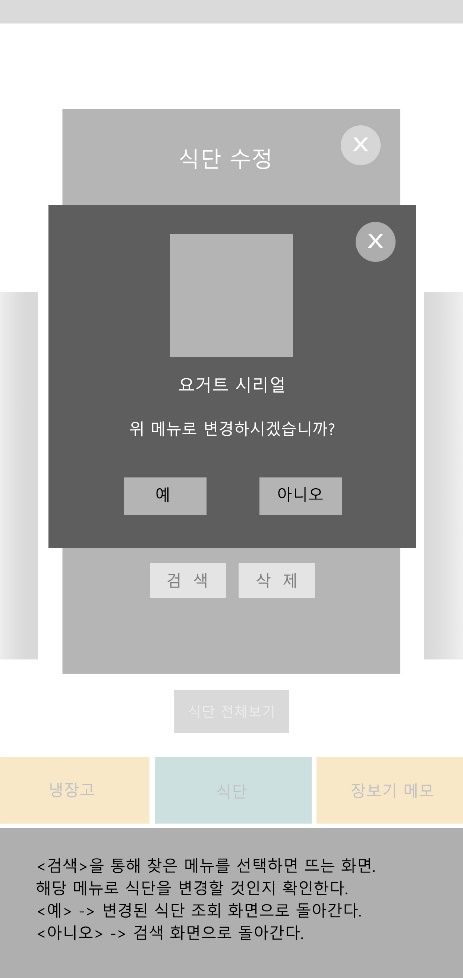 식단 수정
X
X
요거트 시리얼
위 메뉴로 변경하시겠습니까?
예
아니오
검 색
삭 제
식단 전체보기
냉장고
식단
장보기 메모
<검색>을 통해 찾은 메뉴를 선택하면 뜨는 화면.
해당 메뉴로 식단을 변경할 것인지 확인한다.
<예> -> 변경된 식단 조회 화면으로 돌아간다.
<아니오> -> 검색 화면으로 돌아간다.